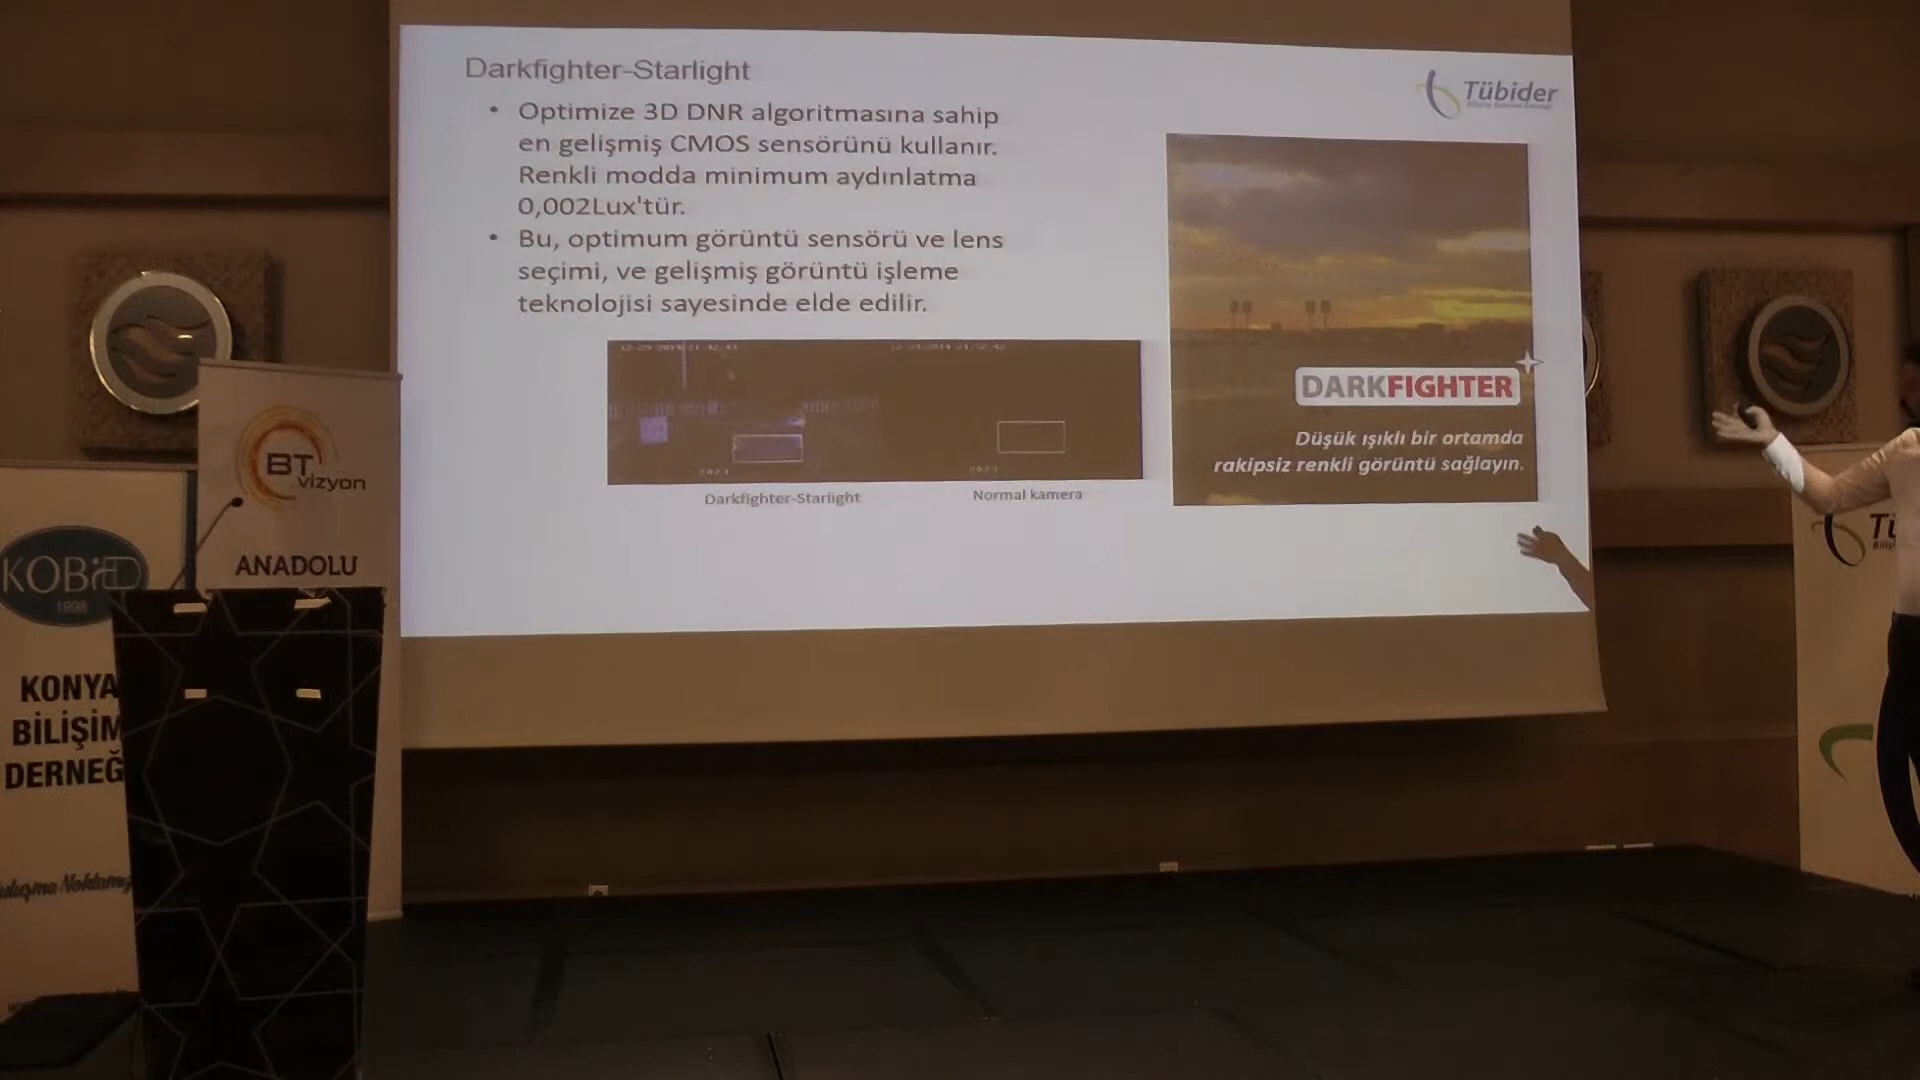 Darkfighter-Starlight
• Optimize 3D DNR algoritmasına sahip
en gelişmiş CMOS sensörünü kullanır.
Renkli modda minimum aydınlatma
0,002Lux'tür.
• Bu, optimum görüntü sensörü ve lens
seçimi, ve gelişmiş görüntü işleme
teknolojisi sayesinde elde edilir.
Darkfighter-Starlight
Normal kamera
Tübider
DARKFIGHTER
Düşük ışıklı bir ortamda
rakipsiz renkli görüntü sağlayın.
BT
vizyon
ANADOLU
KOBİD
1998
KONYA
BİLİŞİM
DERNEĞ
Tü